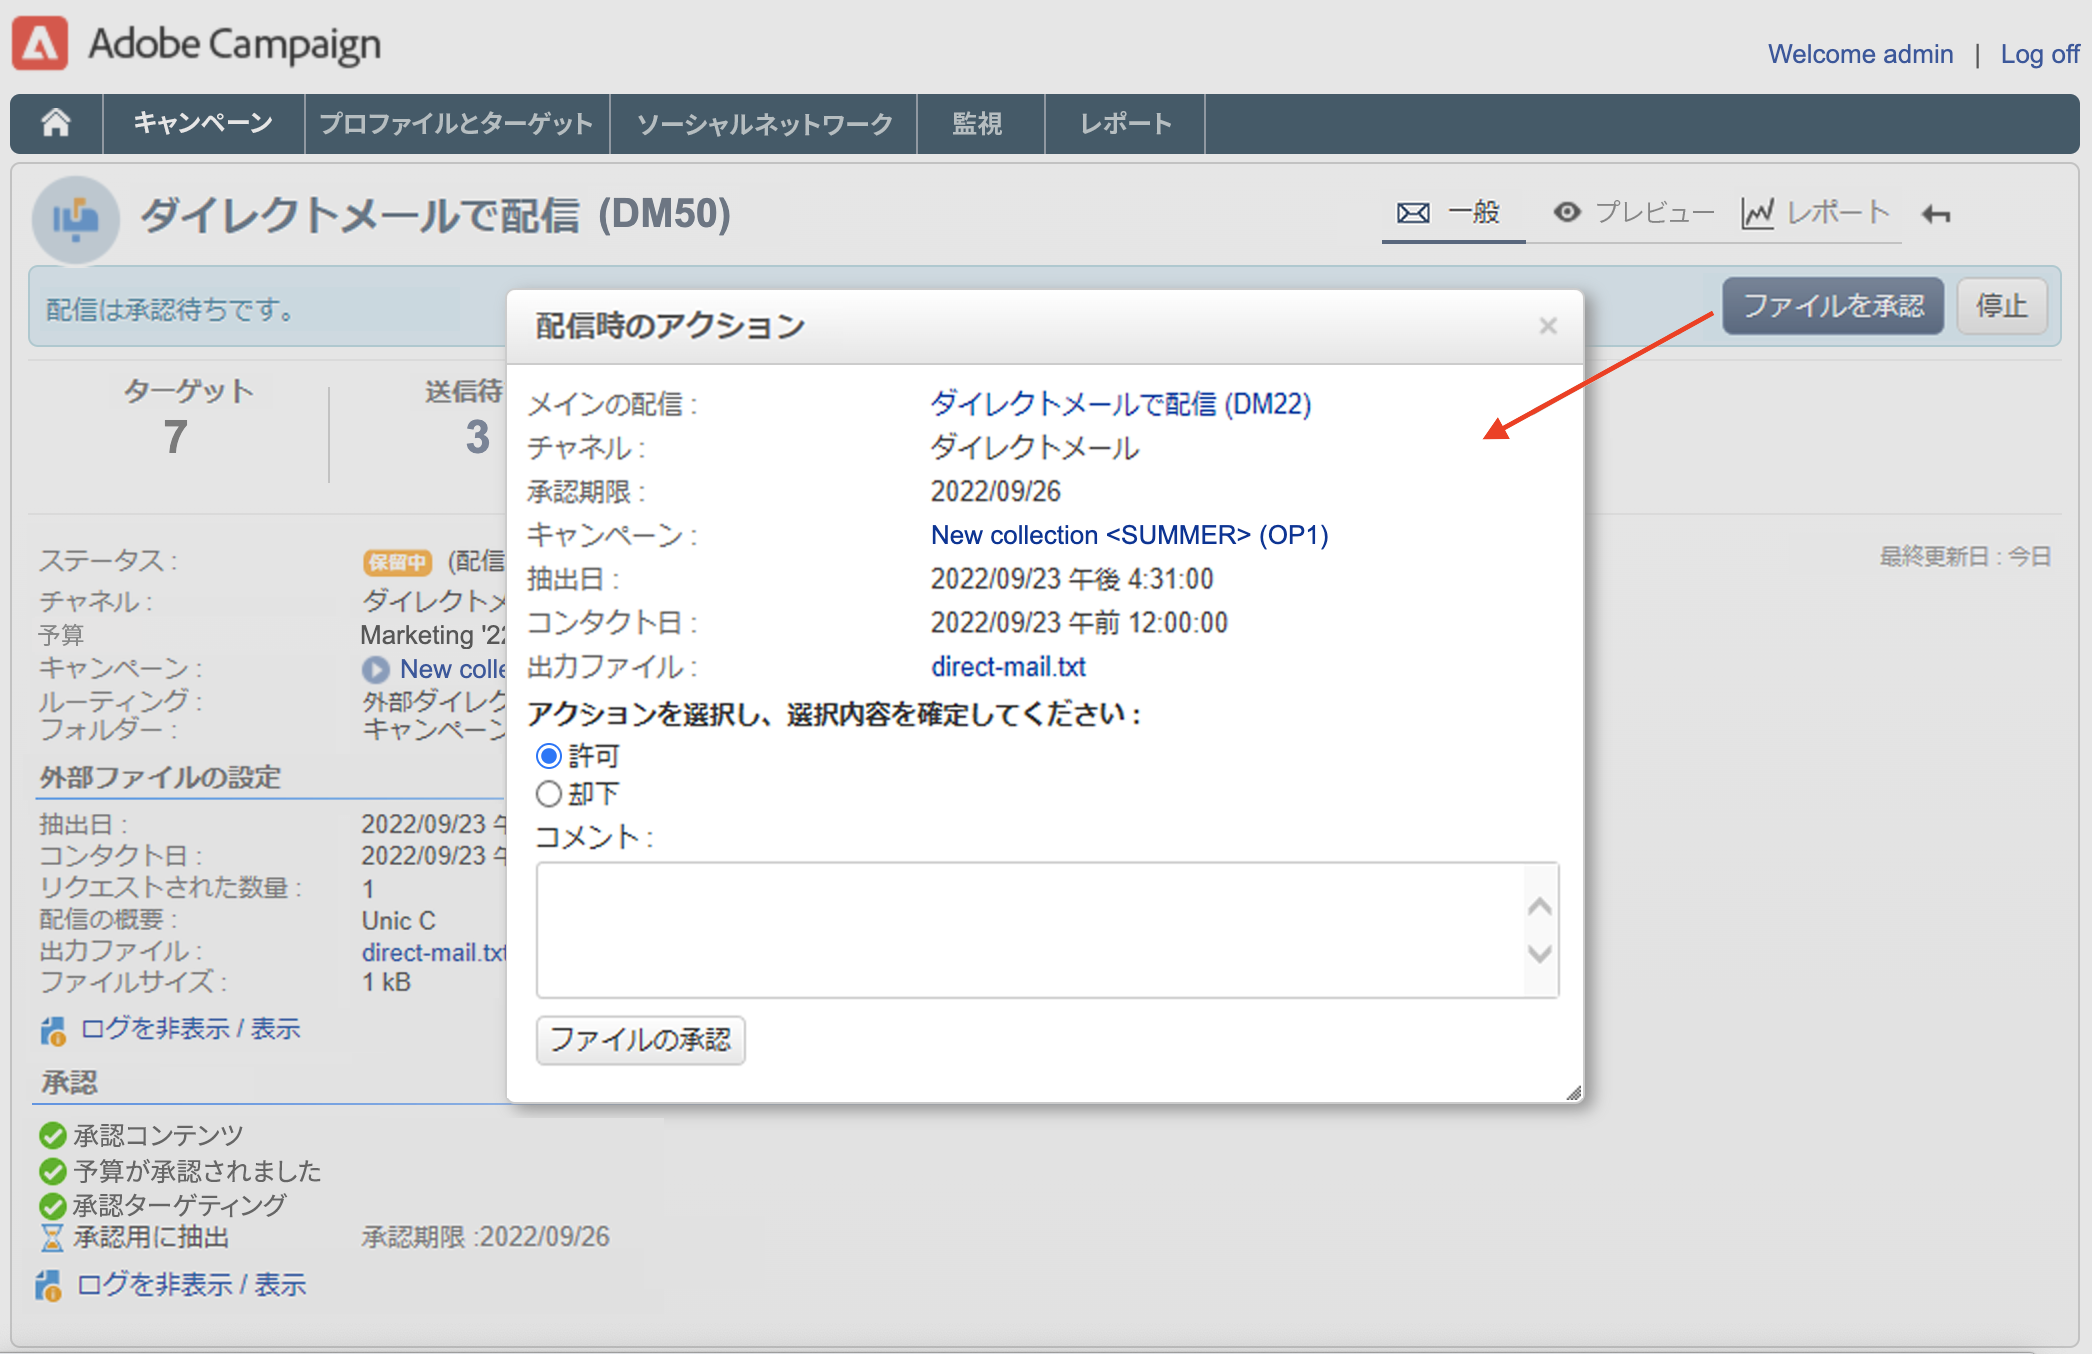 Adobe Campaign
Welcome admin | Log off
キャンペーン プロファイルとターゲット ソーシャルネットワーク 監視 レポート
ダイレクトメールで配信 (DM50)
一般 プレビュー レポート
配信は承認待ちです。
ファイルを承認 停止
ターゲット
7
送信待
3
最終更新日 : 今日
ステータス : 保留中 (配信
チャネル : ダイレクトメ
予算 Marketing '22
キャンペーン : New colle
ルーティング : 外部ダイレク
フォルダー : キャンペーン
外部ファイルの設定
抽出日 : 2022/09/23 午
コンタクト日 : 2022/09/23 午
リクエストされた数量 : 1
配信の概要 : Unic C
出力ファイル : direct-mail.txt
ファイルサイズ : 1 kB
ログを非表示 / 表示
承認
承認コンテンツ
予算が承認されました
承認ターゲティング
承認用に抽出 承認期限 :2022/09/26
ログを非表示 / 表示
配信時のアクション
メインの配信 : ダイレクトメールで配信 (DM22)
チャネル : ダイレクトメール
承認期限 : 2022/09/26
キャンペーン : New collection <SUMMER> (OP1)
抽出日 : 2022/09/23 午後 4:31:00
コンタクト日 : 2022/09/23 午前 12:00:00
出力ファイル : direct-mail.txt
アクションを選択し、選択内容を確定してください :
許可
却下
コメント :
ファイルの承認